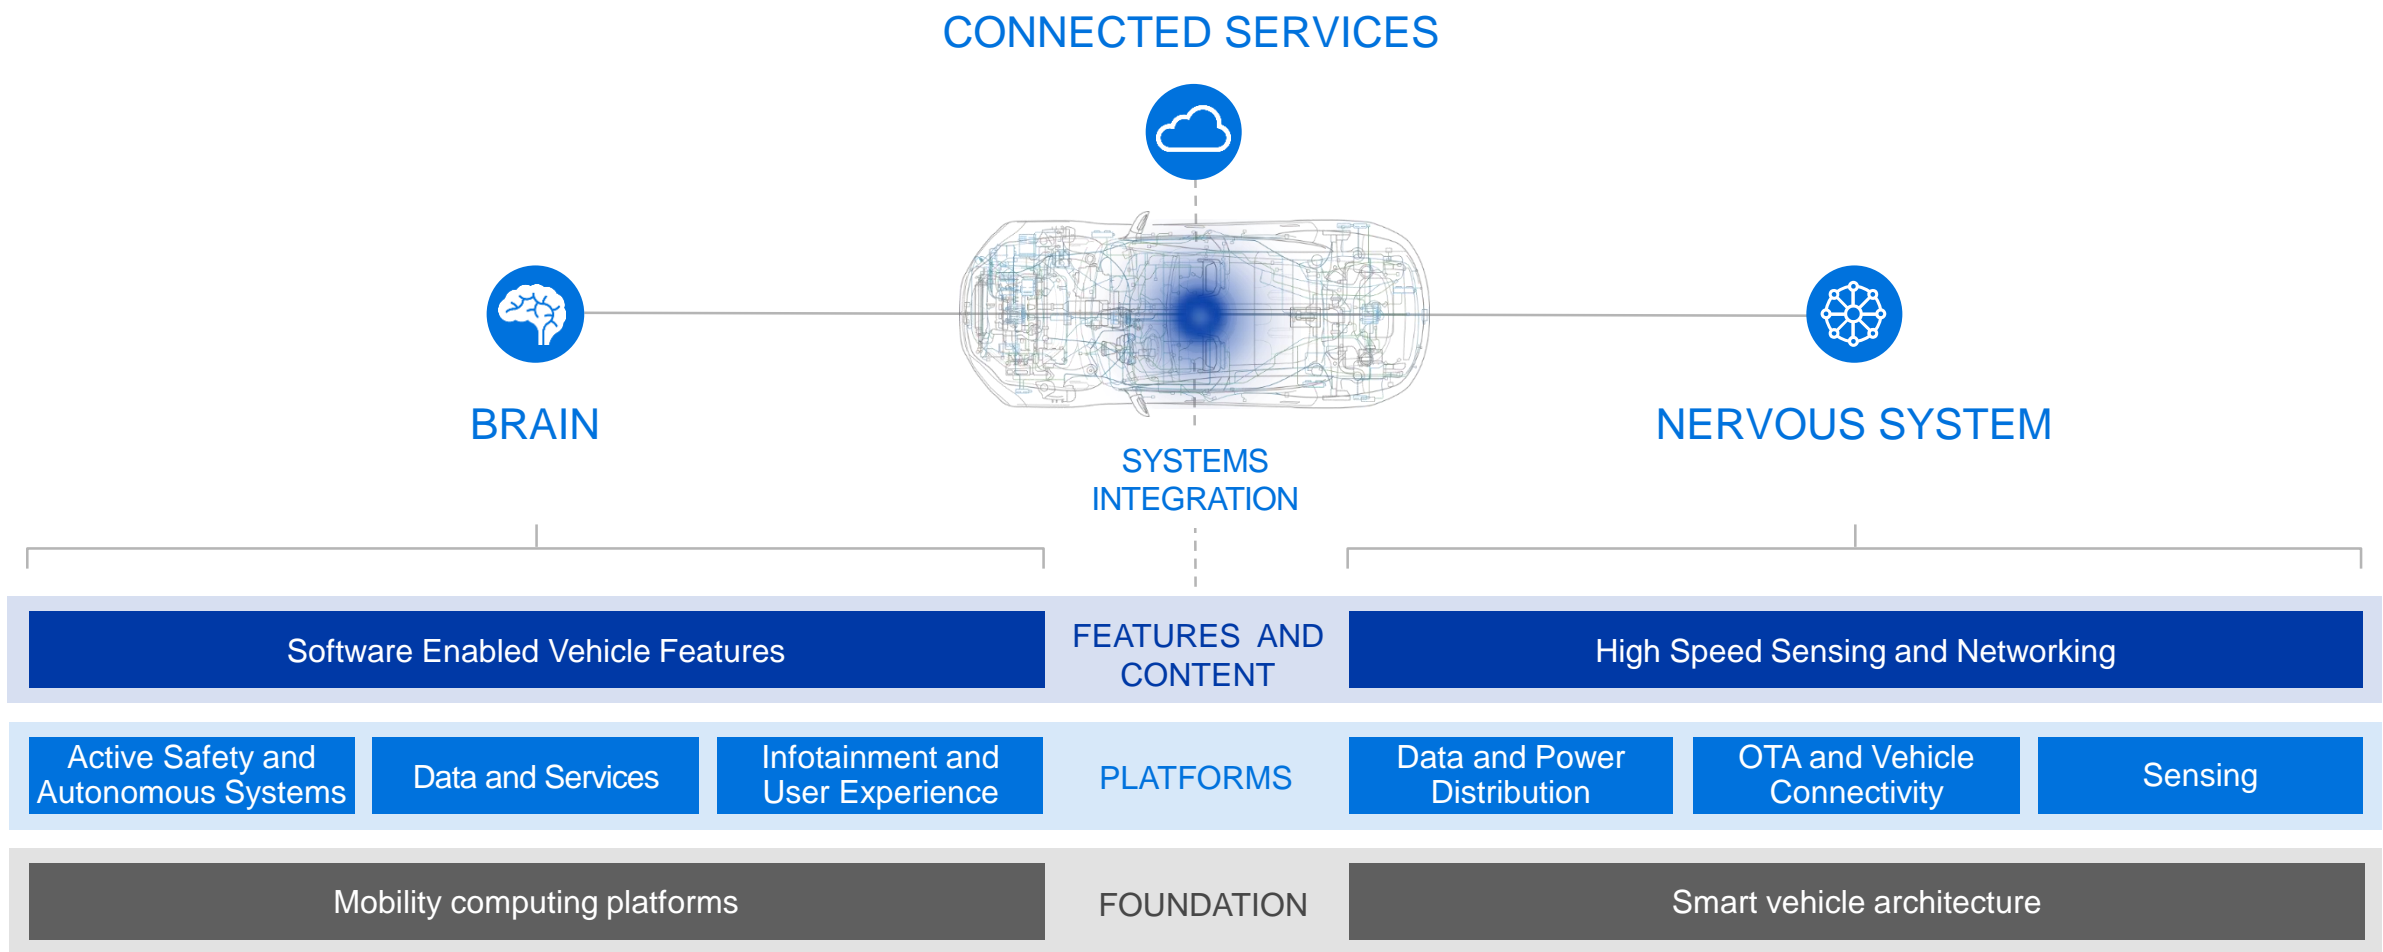 CONNECTED SERVICES
BRAIN
NERVOUS SYSTEM
SYSTEMS
INTEGRATION
Software Enabled Vehicle Features
FEATURES AND
CONTENT
High Speed Sensing and Networking
Active Safety and
Autonomous Systems
Data and Services
Infotainment and
User Experience
PLATFORMS
Data and Power
Distribution
OTA and Vehicle
Connectivity
Sensing
Mobility computing platforms
FOUNDATION
Smart vehicle architecture